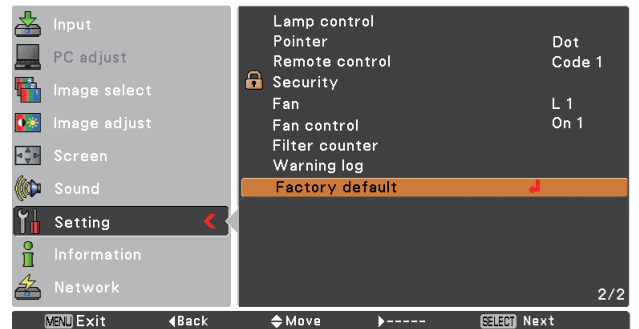 Input
PC adjust
Image select
Image adjust
Screen
Sound
Setting
Information
Network
Lamp control
Pointer Dot
Remote control Code 1
Security
Fan L 1
Fan control On 1
Filter counter
Warning log
Factory default
2/2
MENU Exit Back Move ----- SELECT Next